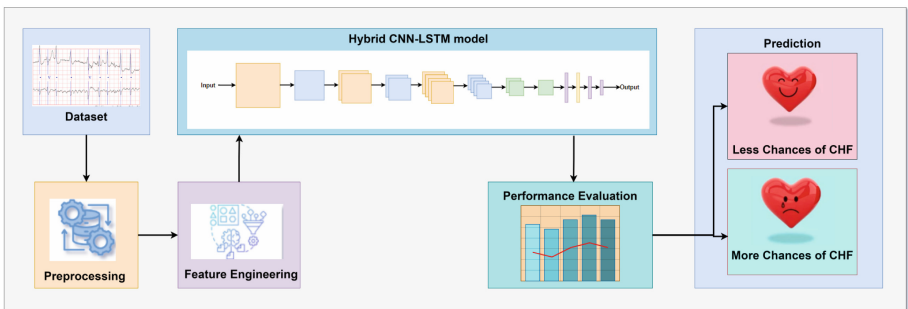 Hybrid CNN-LSTM model
Input
Output
Dataset
Preprocessing
Feature Engineering
Performance Evaluation
Prediction
Less Chances of CHF
More Chances of CHF